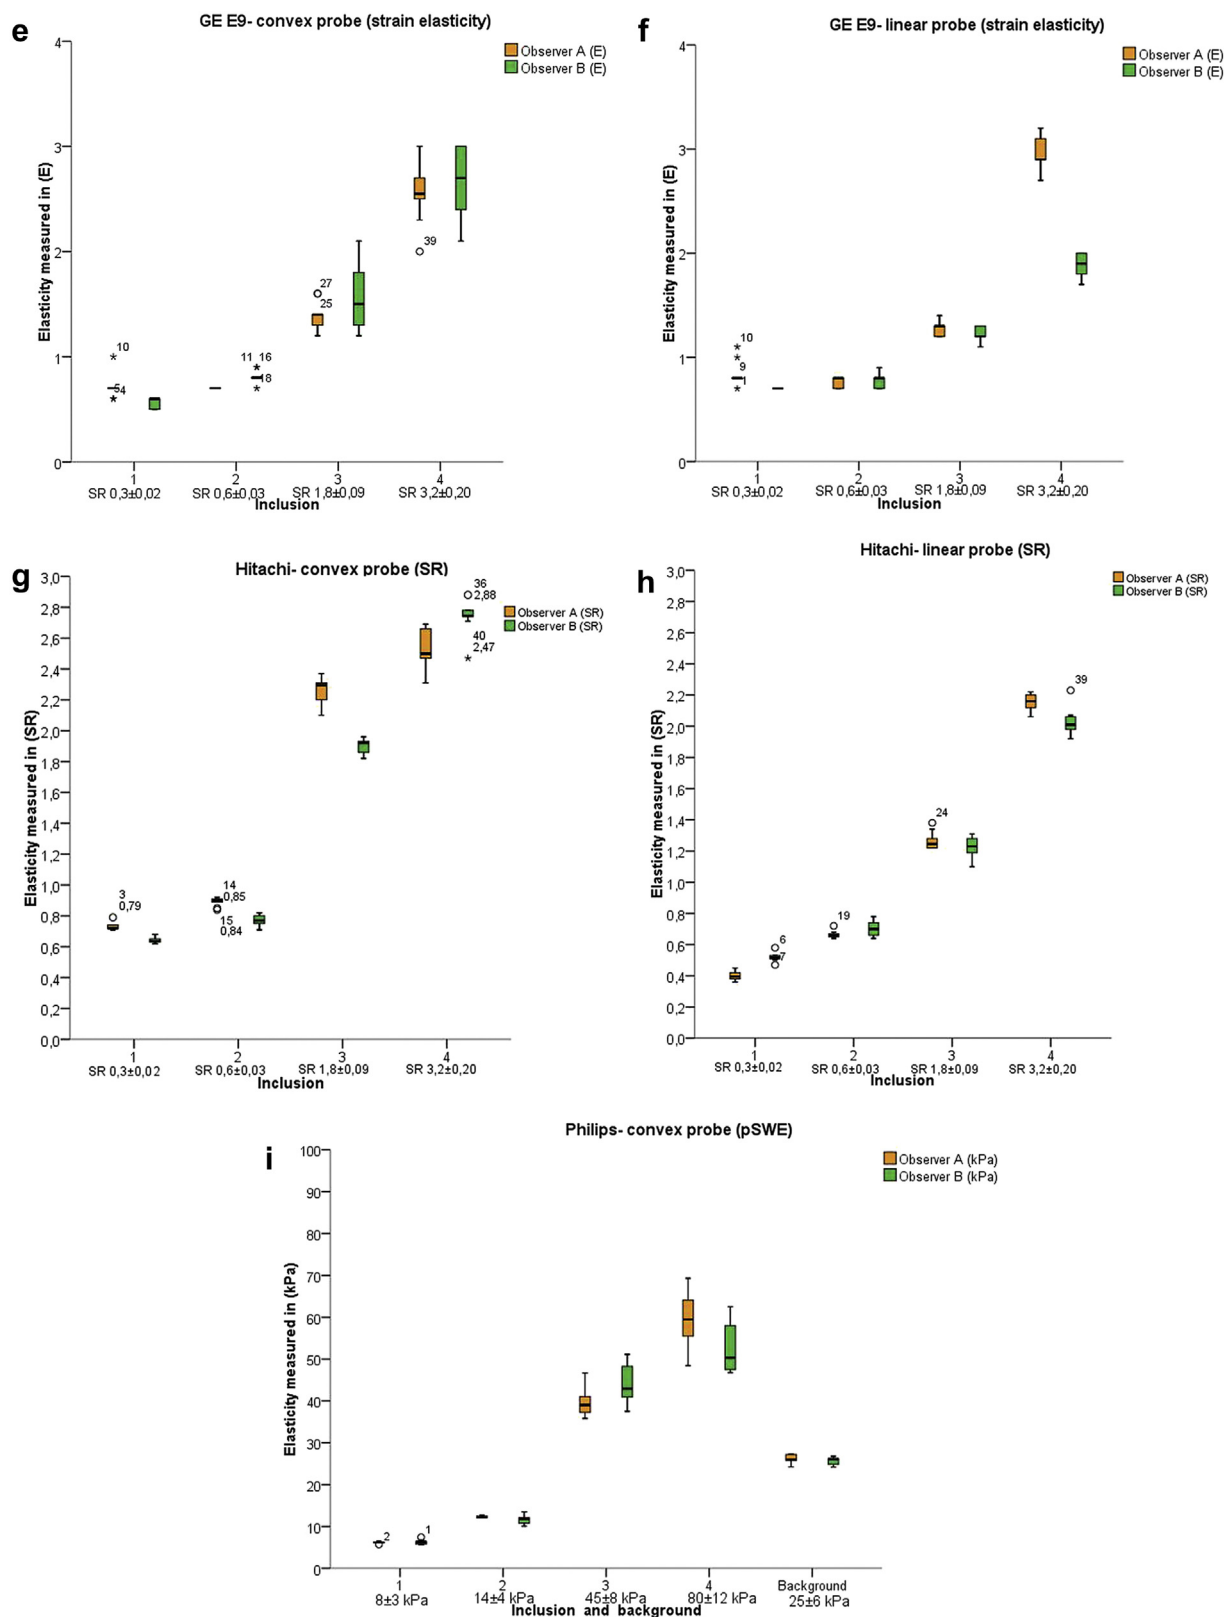 e
GE E9- convex probe (strain elasticity)
Observer A (E)
Observer B (E)
Elasticity measured in (E)
4
3
2
1
0
10
54
11 16
18
27
25
39
1
2
3
4
SR 0,3±0,02
SR 0,6±0,03
SR 1,8±0,09
SR 3,2±0,20
Inclusion
f
GE E9- linear probe (strain elasticity)
Observer A (E)
Observer B (E)
Elasticity measured in (E)
4
3
2
1
0
10
9
1
1
2
3
4
SR 0,3±0,02
SR 0,6±0,03
SR 1,8±0,09
SR 3,2±0,20
Inclusion
g
Hitachi- convex probe (SR)
Observer A (SR)
Observer B (SR)
Elasticity measured in (SR)
3,0
2,8
2,6
2,4
2,2
2,0
1,8
1,6
1,4
1,2
1,0
0,8
0,6
0,4
0,2
0,0
3
0,79
14
0,85
15
0,84
36
2,88
40
2,47
1
2
3
4
SR 0,3±0,02
SR 0,6±0,03
SR 1,8±0,09
SR 3,2±0,20
Inclusion
h
Hitachi- linear probe (SR)
Observer A (SR)
Observer B (SR)
Elasticity measured in (SR)
3,0
2,8
2,6
2,4
2,2
2,0
1,8
1,6
1,4
1,2
1,0
0,8
0,6
0,4
0,2
0,0
6
7
19
24
39
1
2
3
4
SR 0,3±0,02
SR 0,6±0,03
SR 1,8±0,09
SR 3,2±0,20
Inclusion
i
Philips- convex probe (pSWE)
Observer A (kPa)
Observer B (kPa)
Elasticity measured in (kPa)
100
90
80
70
60
50
40
30
20
10
0
2
1
1
2
3
4
Background
8±3 kPa
14±4 kPa
45±8 kPa
80±12 kPa
25±6 kPa
Inclusion and background